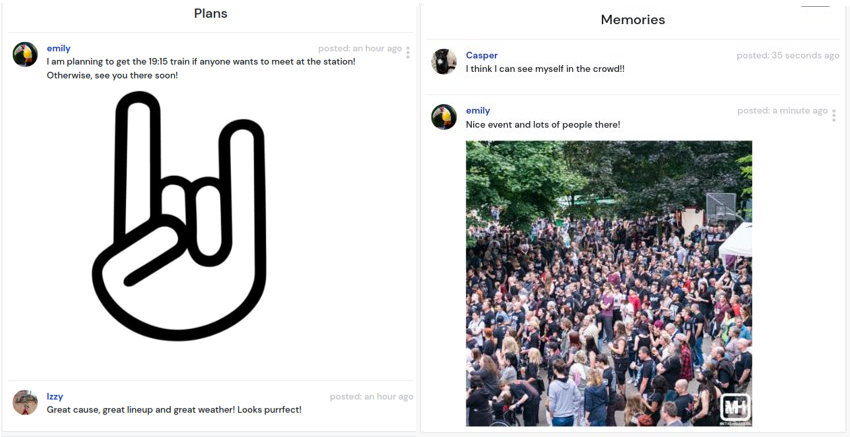 Plans
emily
posted: an hour ago
I am planning to get the 19:15 train if anyone wants to meet at the station!
Otherwise, see you there soon!
Izzy
posted: an hour ago
Great cause, great lineup and great weather! Looks purrfect!
Memories
Casper
posted: 35 seconds ago
I think I can see myself in the crowd!!
emily
posted: a minute ago
Nice event and lots of people there!
MH